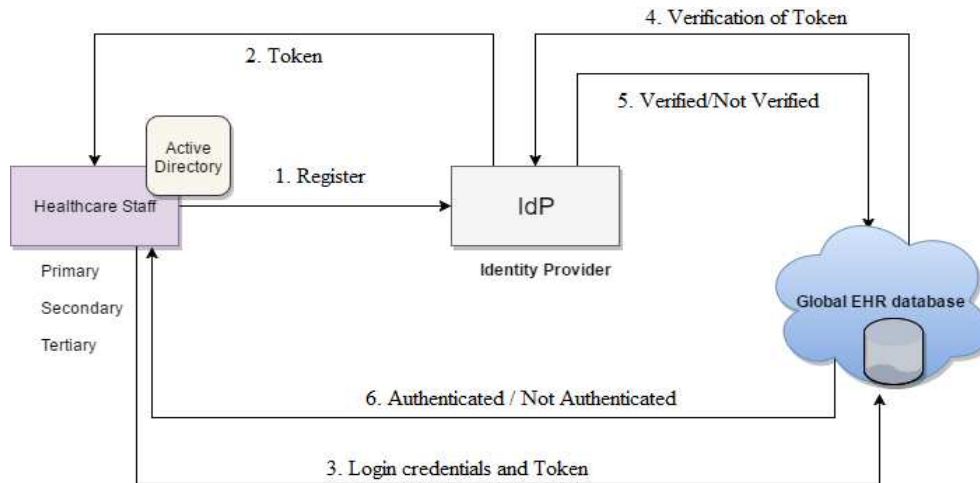 4. Verification of Token
2. Token
5. Verified/Not Verified
Active
Directory
1. Register
Healthcare Staff
IdP
Identity Provider
Primary
Secondary
Tertiary
Global EHR database
6. Authenticated / Not Authenticated
3. Login credentials and Token